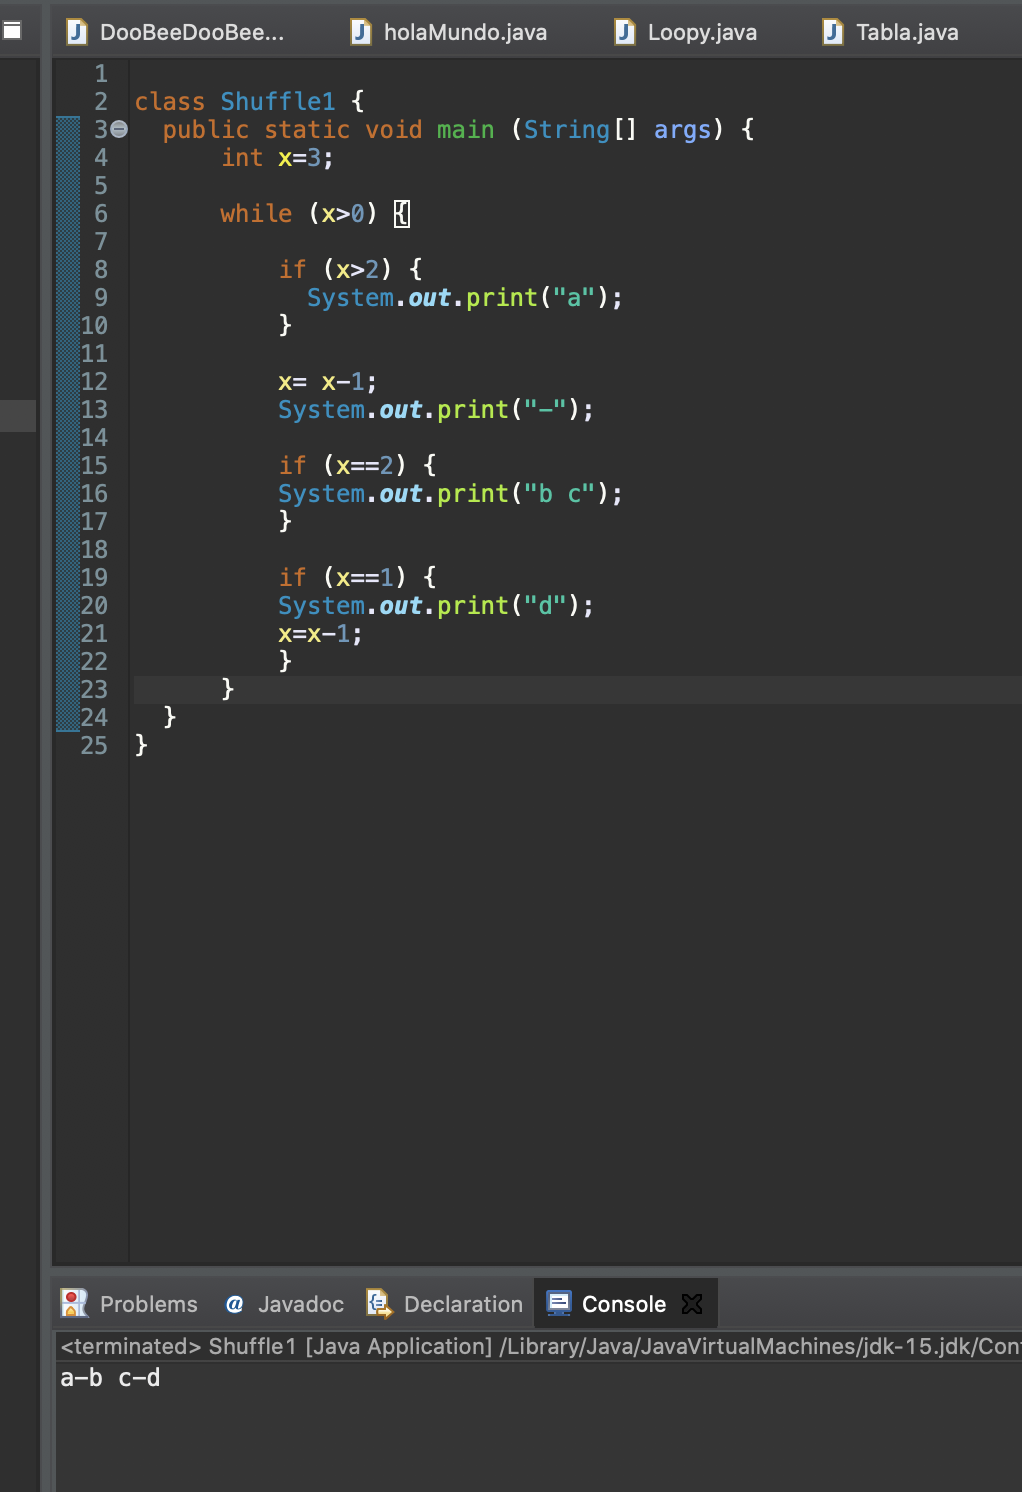 DooBeeDooBee... holaMundo.java Loopy.java Tabla.java
1
2 class Shuffle1 {
3 public static void main (String[] args) {
4 int x=3;
5
6 while (x>0) {
7
8 if (x>2) {
9 System.out.print("a");
10 }
11
12 x= x-1;
13 System.out.print("-");
14
15 if (x==2) {
16 System.out.print("b c");
17 }
18
19 if (x==1) {
20 System.out.print("d");
21 x=x-1;
22 }
23 }
24 }
25 }
Problems @ Javadoc Declaration Console
<terminated> Shuffle1 [Java Application] /Library/Java/JavaVirtualMachines/jdk-15.jdk/Con
a-b c-d